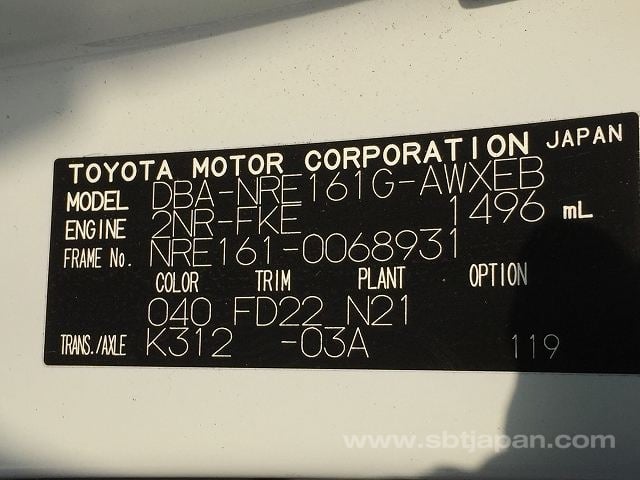 TOYOTA MOTOR CORPORATION JAPAN
MODEL DBA-NRE161G-AWXEB
ENGINE 2NR-FKE 1496 mL
FRAME No. NRE161-0068931
COLOR TRIM PLANT OPTION
040 FD22 N21
TRANS./AXLE K312 -03A 119
www.sbtjapan.com